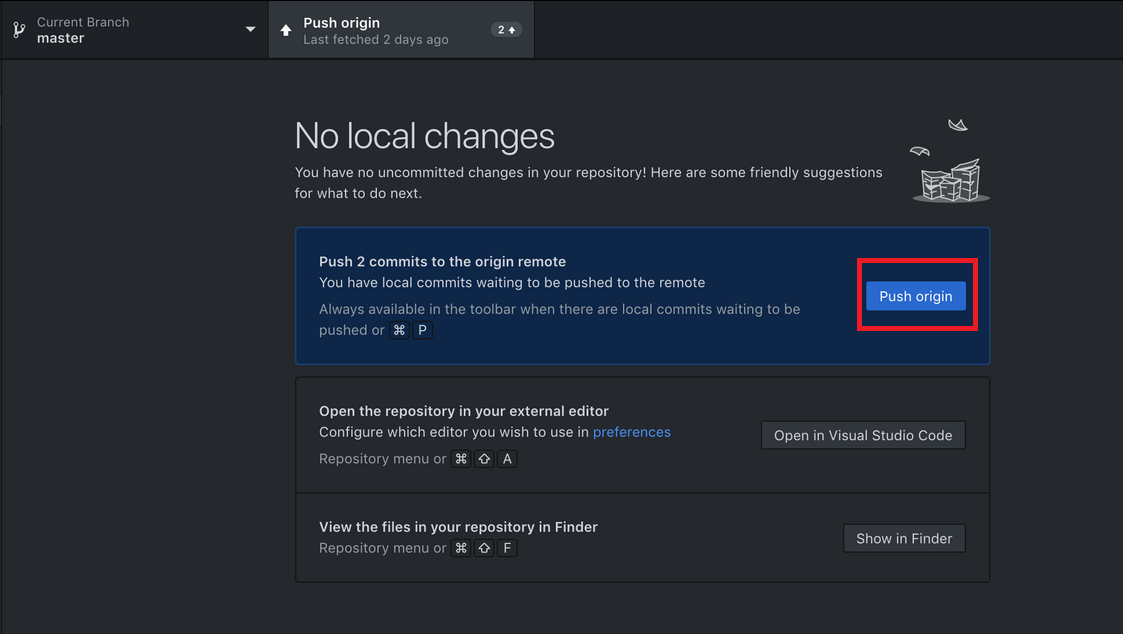 Current Branch
master
Push origin
Last fetched 2 days ago
2
No local changes
You have no uncommitted changes in your repository! Here are some friendly suggestions
for what to do next.
Push 2 commits to the origin remote
You have local commits waiting to be pushed to the remote
Always available in the toolbar when there are local commits waiting to be
pushed or ⌘ P
Push origin
Open the repository in your external editor
Configure which editor you wish to use in preferences
Repository menu or ⌘ ⇧ A
Open in Visual Studio Code
View the files in your repository in Finder
Repository menu or ⌘ ⇧ F
Show in Finder